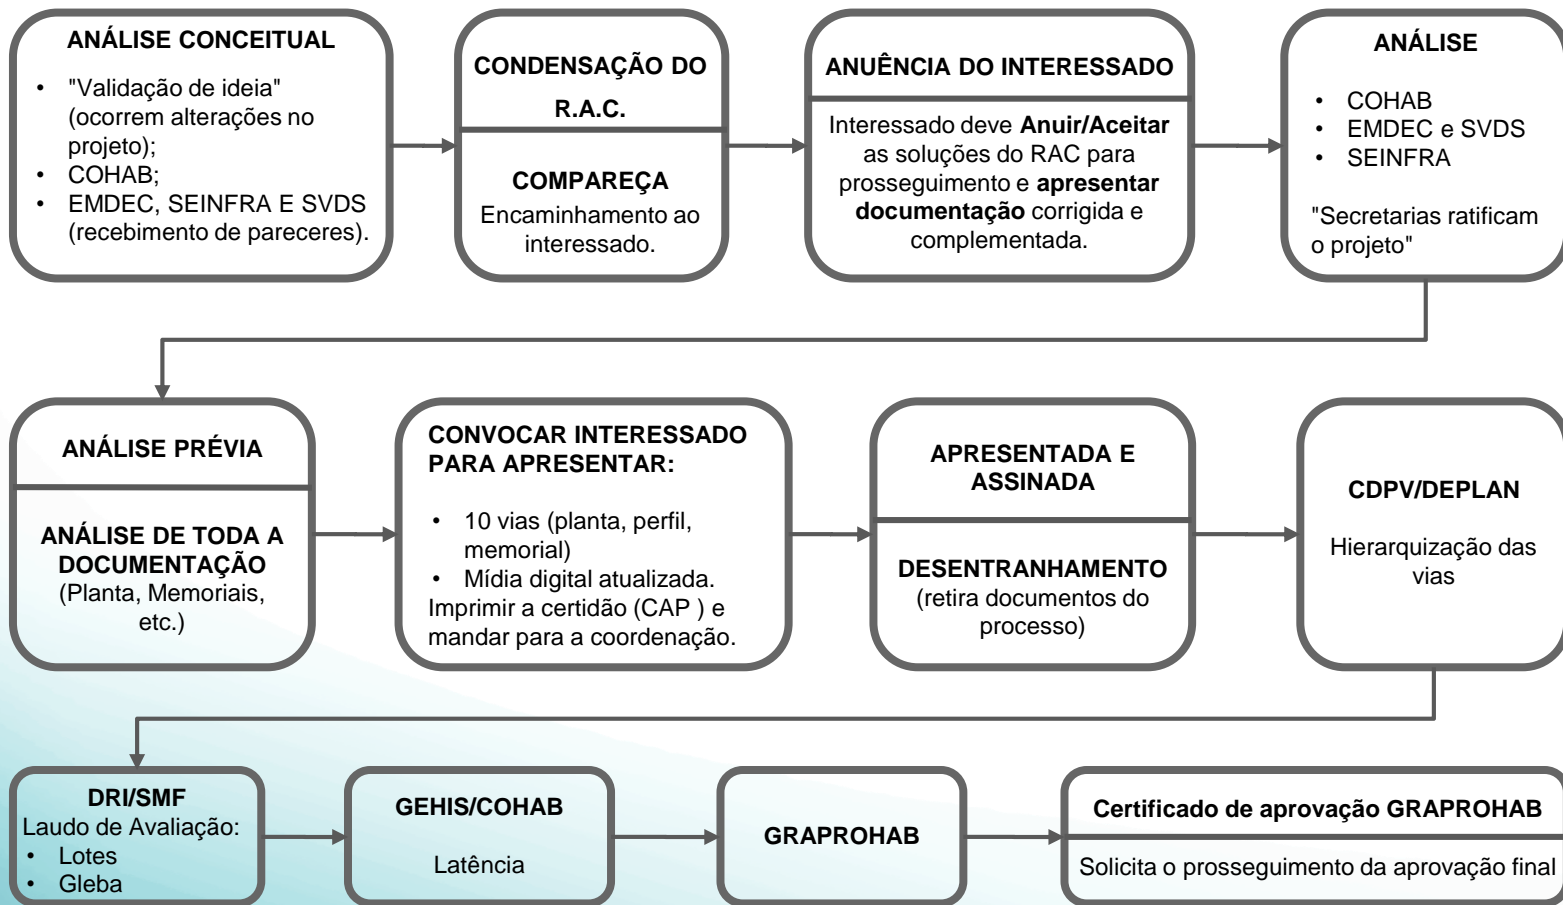 ANÁLISE CONCEITUAL
• "Validação de ideia"
(ocorrem alterações no
projeto);
• COHAB;
• EMDEC, SEINFRA E SVDS
(recebimento de pareceres).
CONDENSAÇÃO DO
R.A.C.
COMPAREÇA
Encaminhamento ao
interessado.
ANUÊNCIA DO INTERESSADO
Interessado deve Anuir/Aceitar
as soluções do RAC para
prosseguimento e apresentar
documentação corrigida e
complementada.
ANÁLISE
• COHAB
• EMDEC e SVDS
• SEINFRA
"Secretarias ratificam
o projeto"
ANÁLISE PRÉVIA
ANÁLISE DE TODA A
DOCUMENTAÇÃO
(Planta, Memoriais,
etc.)
CONVOCAR INTERESSADO
PARA APRESENTAR:
• 10 vias (planta, perfil,
memorial)
• Mídia digital atualizada.
Imprimir a certidão (CAP ) e
mandar para a coordenação.
APRESENTADA E
ASSINADA
DESENTRANHAMENTO
(retira documentos do
processo)
CDPV/DEPLAN
Hierarquização das
vias
DRI/SMF
Laudo de Avaliação:
• Lotes
• Gleba
GEHIS/COHAB
Latência
GRAPROHAB
Certificado de aprovação GRAPROHAB
Solicita o prosseguimento da aprovação final